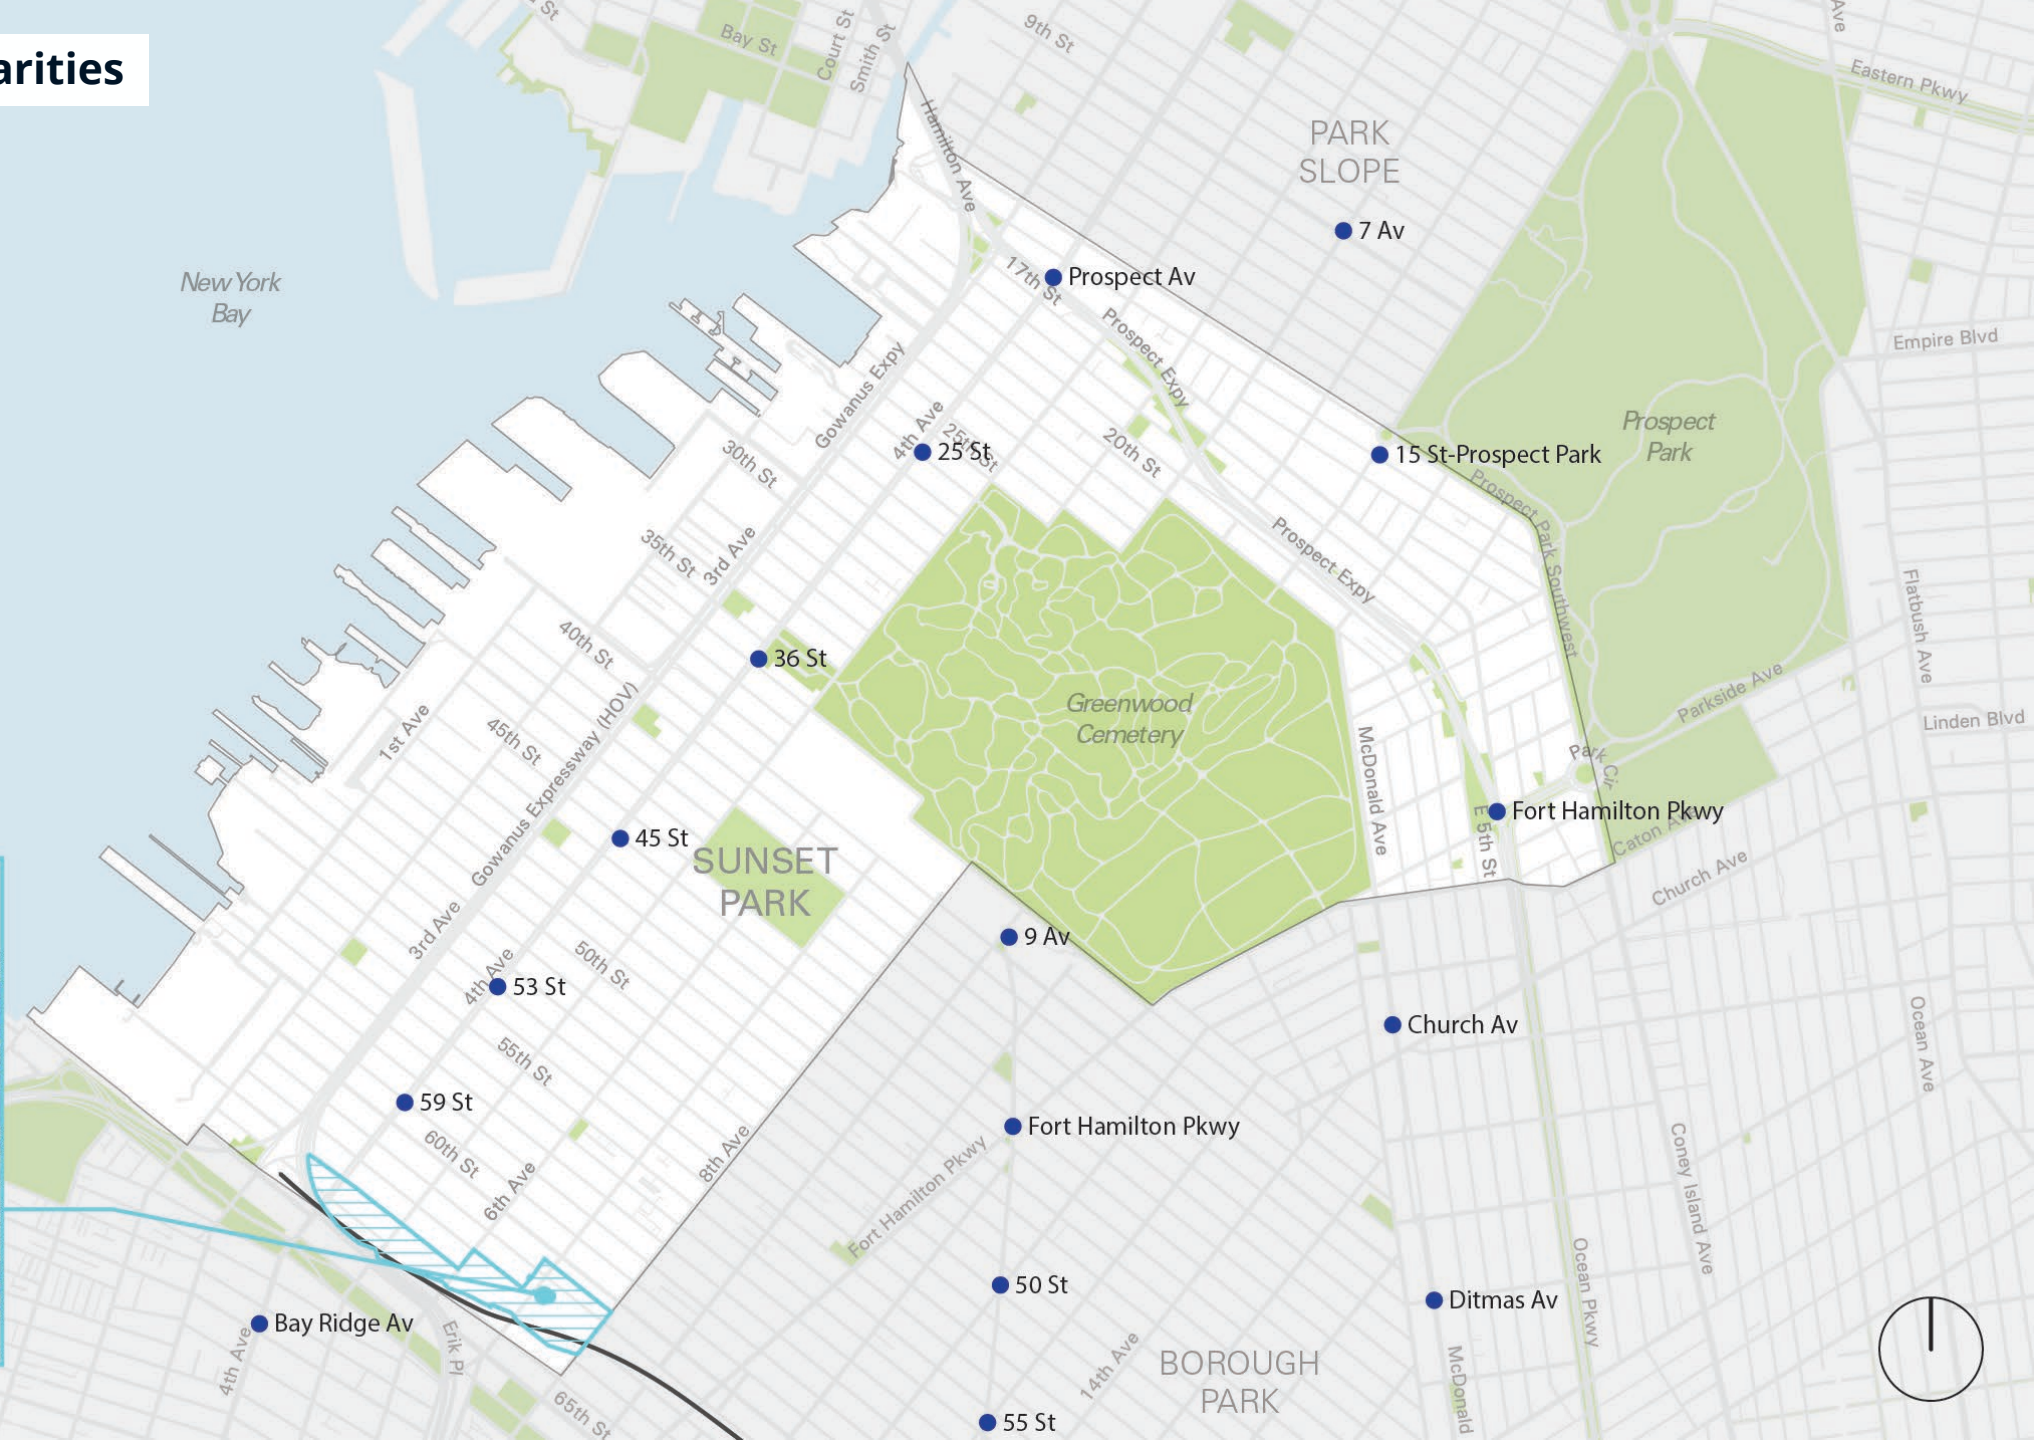 arities
St
Bay St
Court St
Smith St
9th St
Ave
Eastern Pkwy
PARK
SLOPE
Hamilton Ave
7 Av
New York
Bay
17th St
Prospect Av
Prospect Expy
Empire Blvd
Gowanus Expy
4th Ave
25th St
25 St
20th St
30th St
15 St-Prospect Park
Prospect
Park
Prospect Park Southwest
35th St
3rd Ave
Prospect Expy
Flatbush Ave
40th St
36 St
Greenwood
Cemetery
Parkside Ave
Linden Blvd
1st Ave
45th St
Gowanus Expressway (HOV)
McDonald Ave
Park Cir
E 5th St
Fort Hamilton Pkwy
Caton Ave
Church Ave
45 St
SUNSET
PARK
3rd Ave
4th Ave
53 St
50th St
9 Av
Church Av
Ocean Ave
55th St
59 St
60th St
6th Ave
8th Ave
Fort Hamilton Pkwy
Fort Hamilton Pkwy
Coney Island Ave
Ocean Pkwy
50 St
Ditmas Av
Bay Ridge Av
4th Ave
Erik Pl
65th St
14th Ave
BOROUGH
PARK
McDonald
55 St